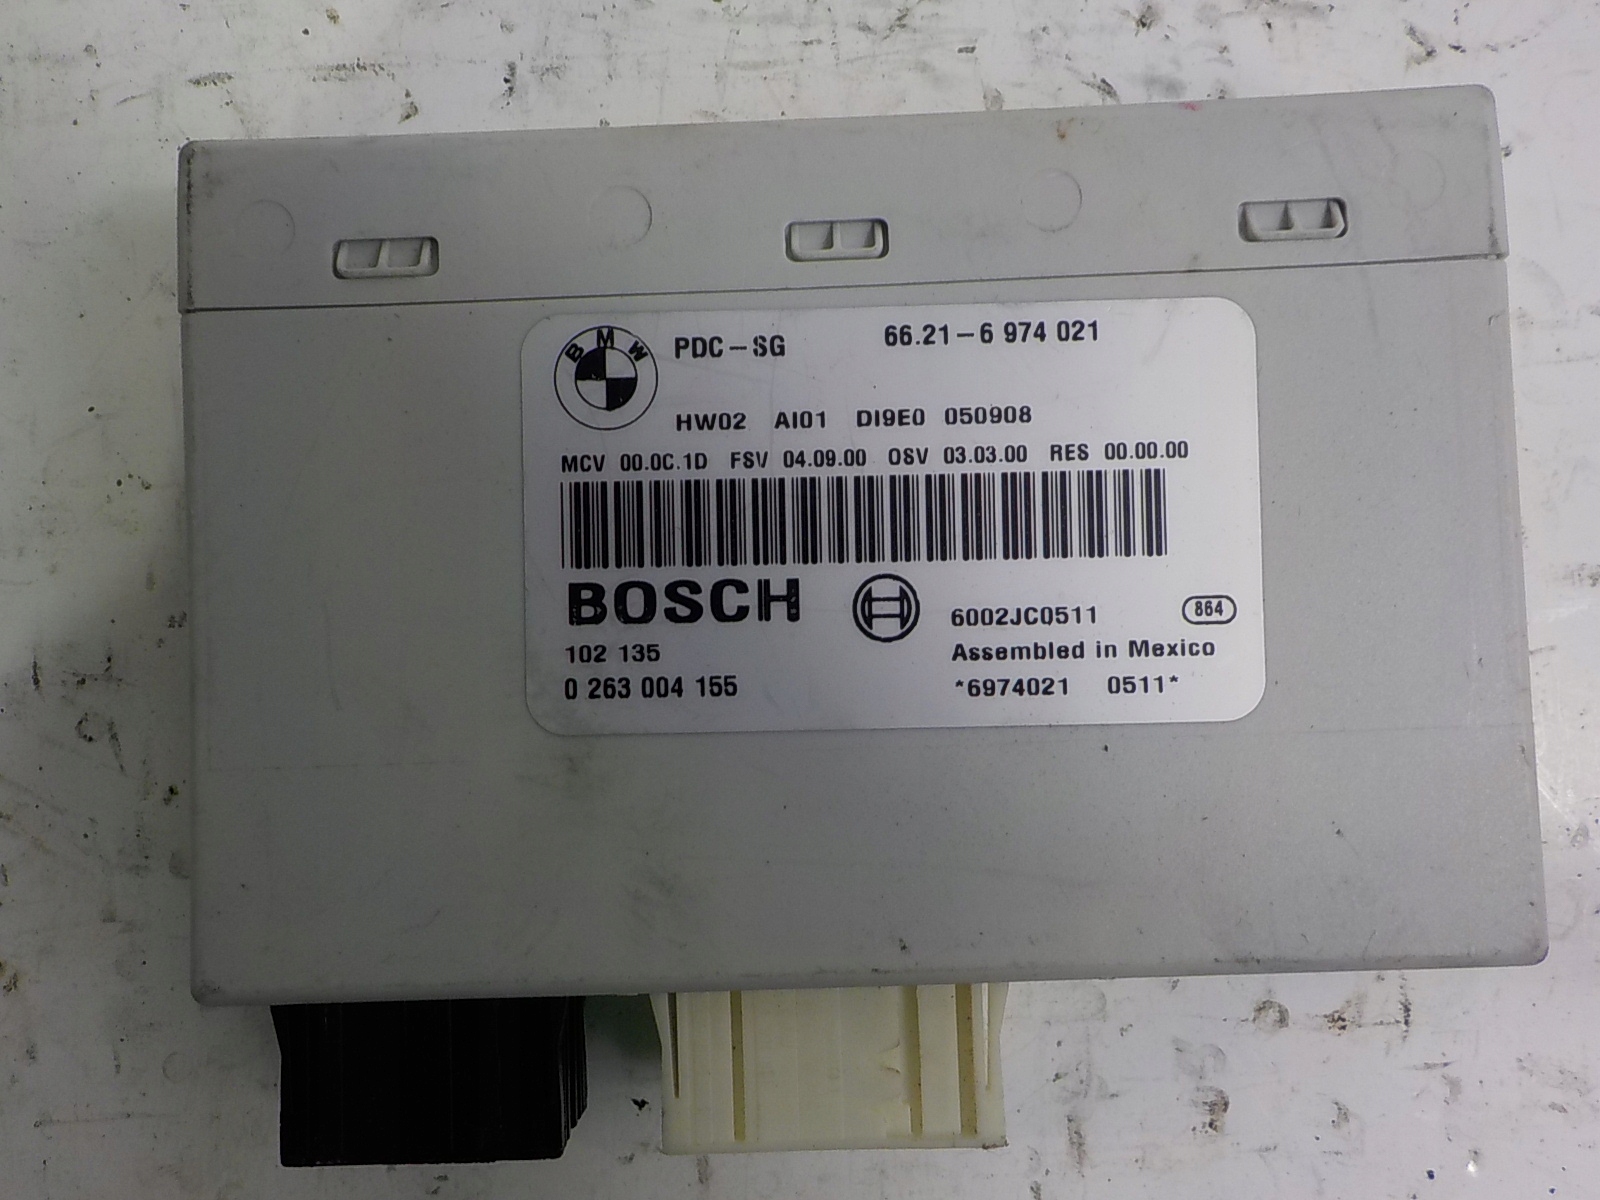 BMW
PDC-SG 66.21-6 974 021
HW02 AI01 DI9E0 050908
MCV 00.0C.1D FSV 04.09.00 OSV 03.03.00 RES 00.00.00
BOSCH
6002JC0511 864
102 135 Assembled in Mexico
0 263 004 155 *6974021 0511*